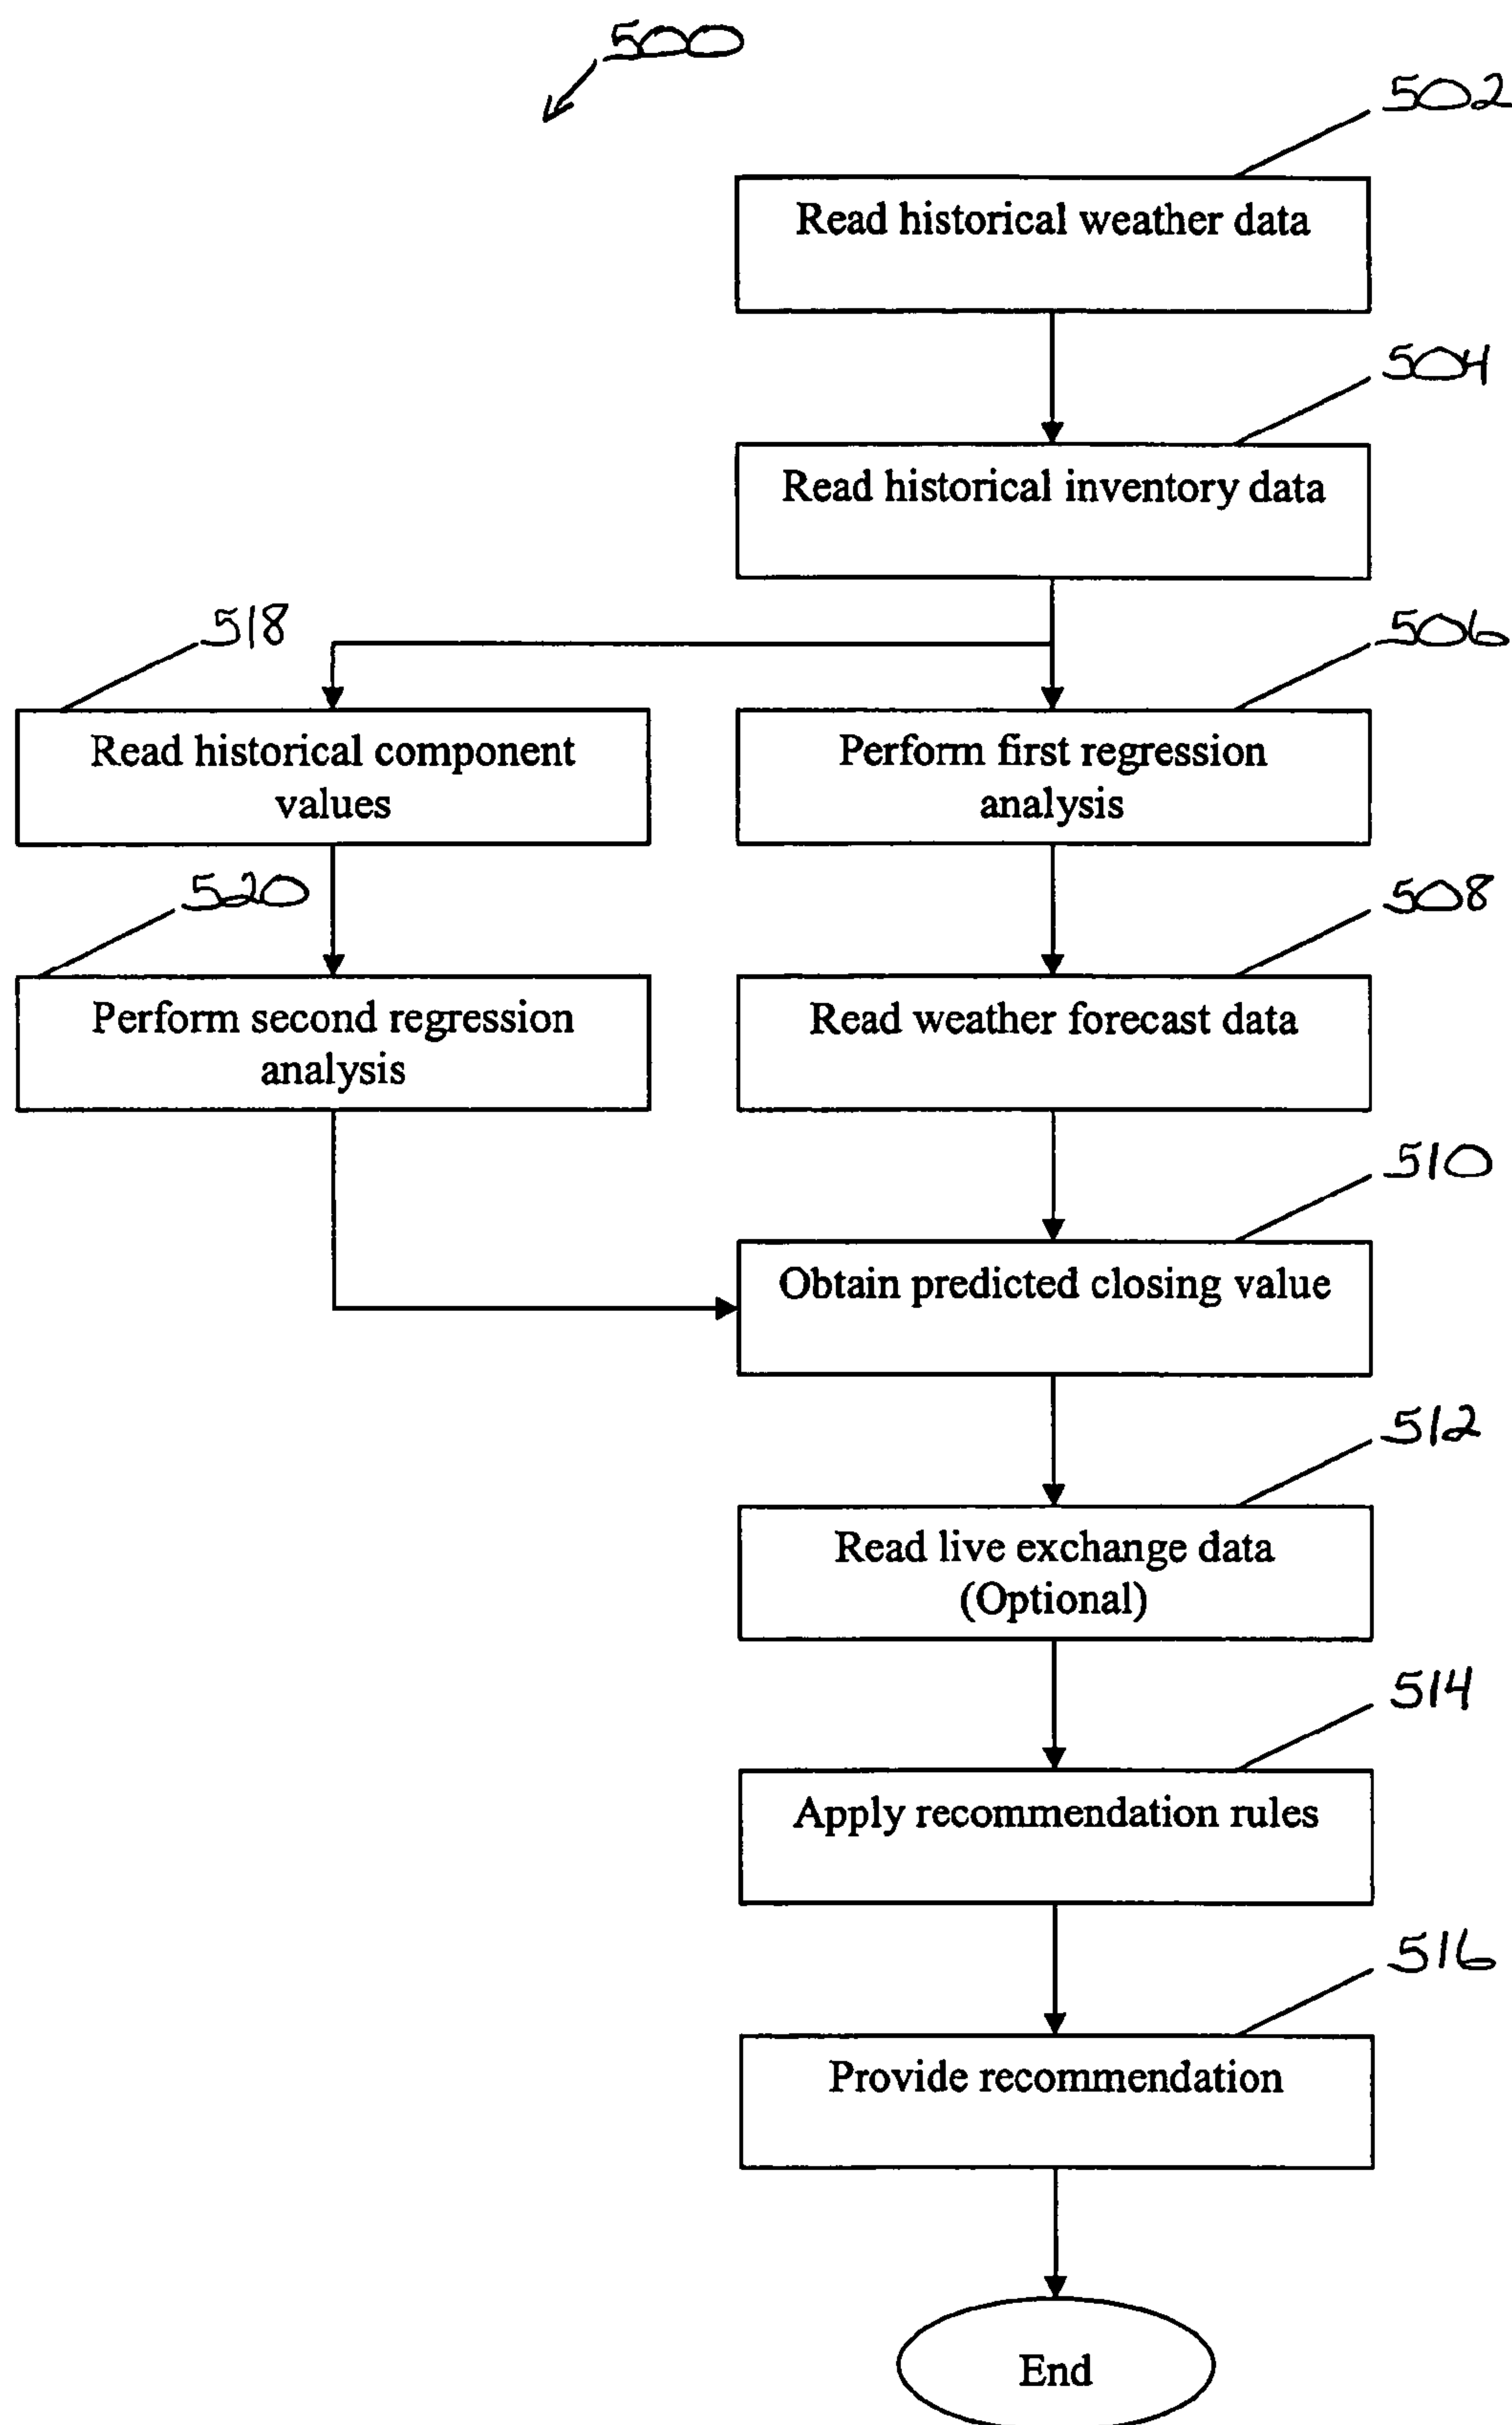 500
502
Read historical weather data
504
Read historical inventory data
518
506
Read historical component
values
Perform first regression
analysis
520
508
Perform second regression
analysis
Read weather forecast data
510
Obtain predicted closing value
512
Read live exchange data
(Optional)
514
Apply recommendation rules
516
Provide recommendation
End